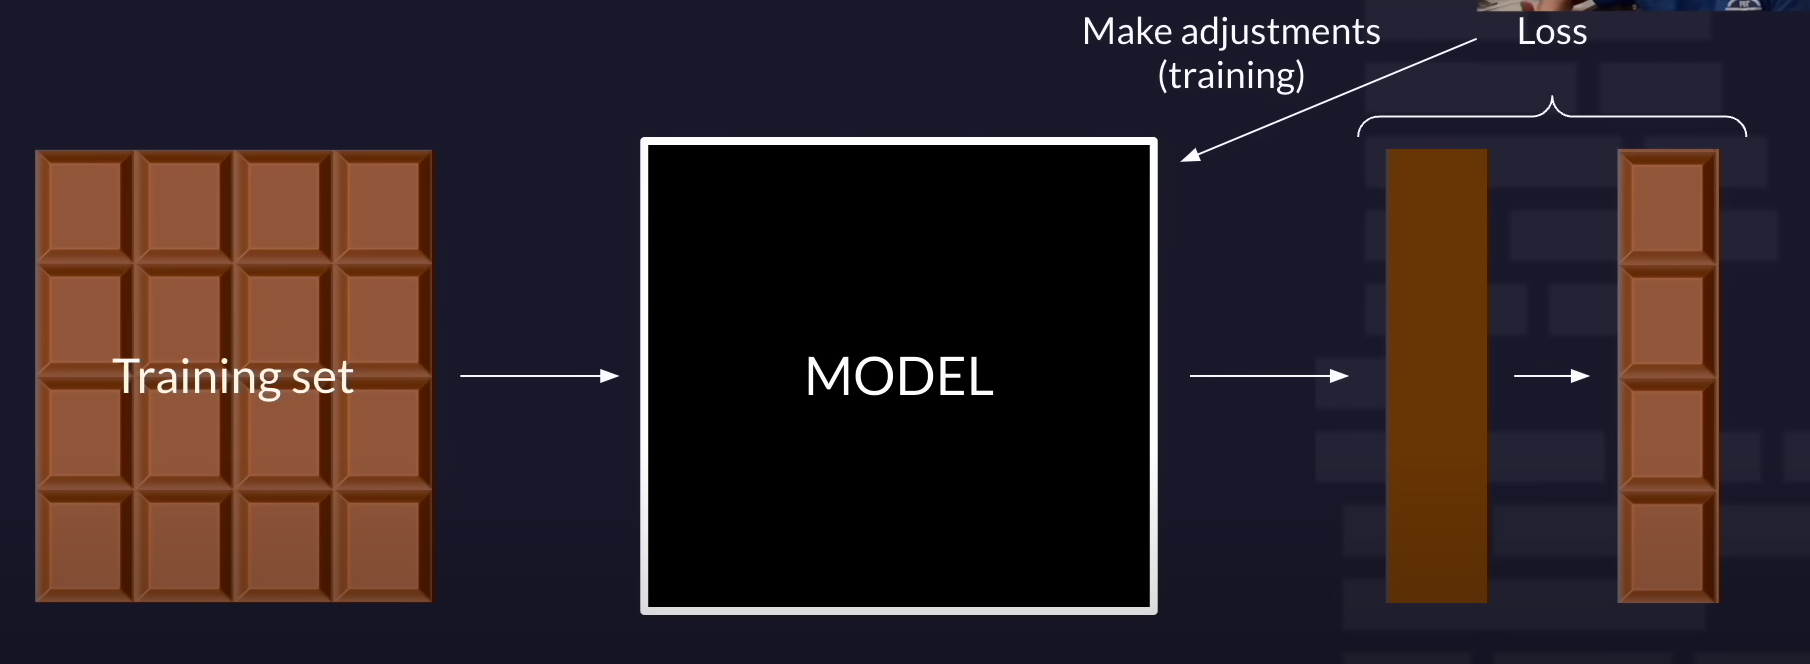 Make adjustments
(training)
Loss
Training set
MODEL